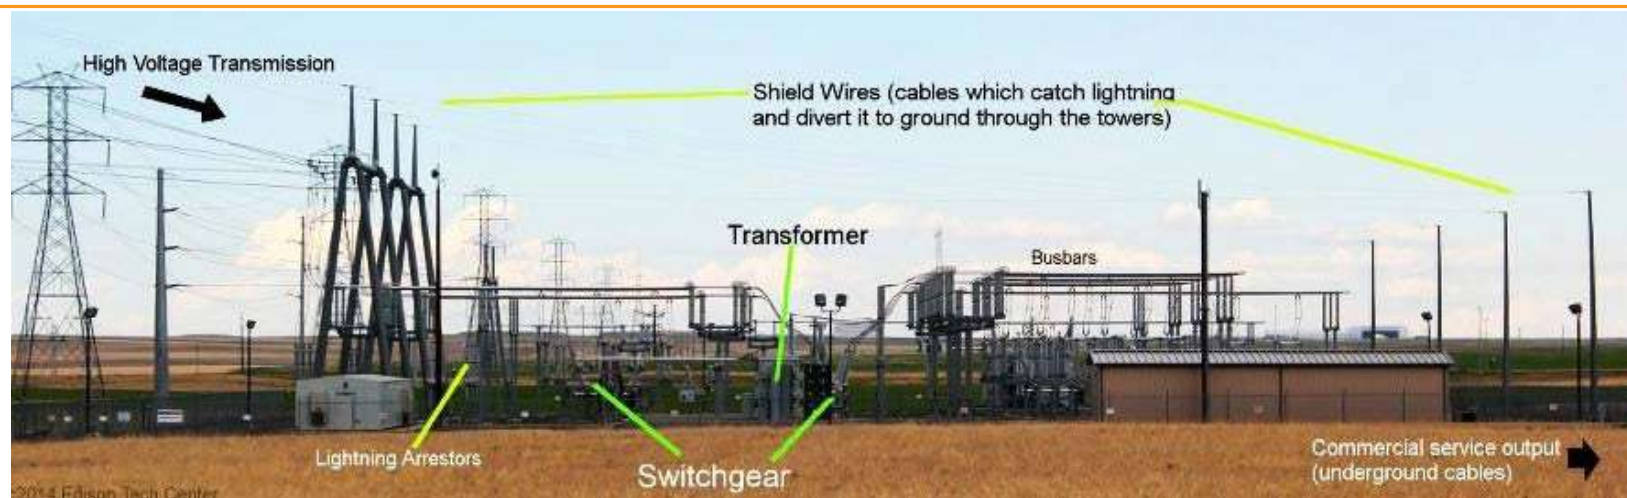 High Voltage Transmission
Shield Wires (cables which catch lightning
and divert it to ground through the towers)
Transformer
Busbars
Lightning Arrestors
Switchgear
Commercial service output
(underground cables)
©2014 Edison Tech Center